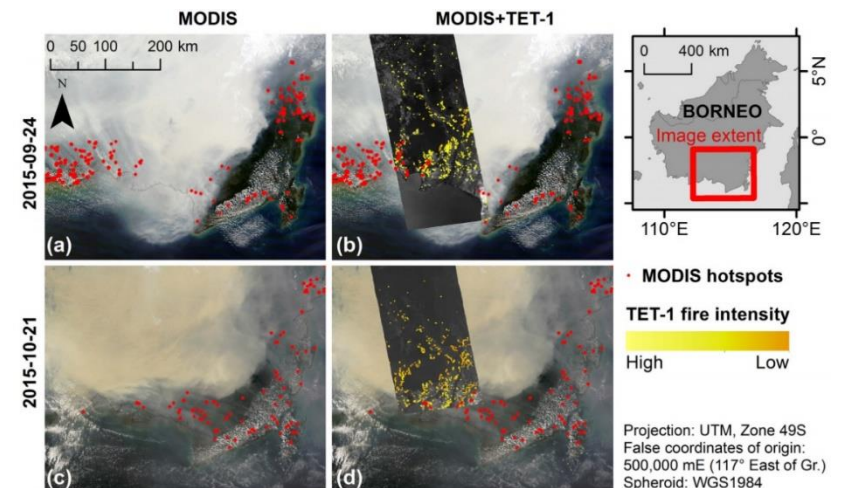 MODIS
MODIS+TET-1
0 50 100 200 km
N
2015-09-24
(a)
(b)
0 400 km
BORNEO
Image extent
5°N
0°
110°E 120°E
2015-10-21
(c)
(d)
MODIS hotspots
TET-1 fire intensity
High Low
Projection: UTM, Zone 49S
False coordinates of origin:
500,000 mE (117° East of Gr.)
Spheroid: WGS1984